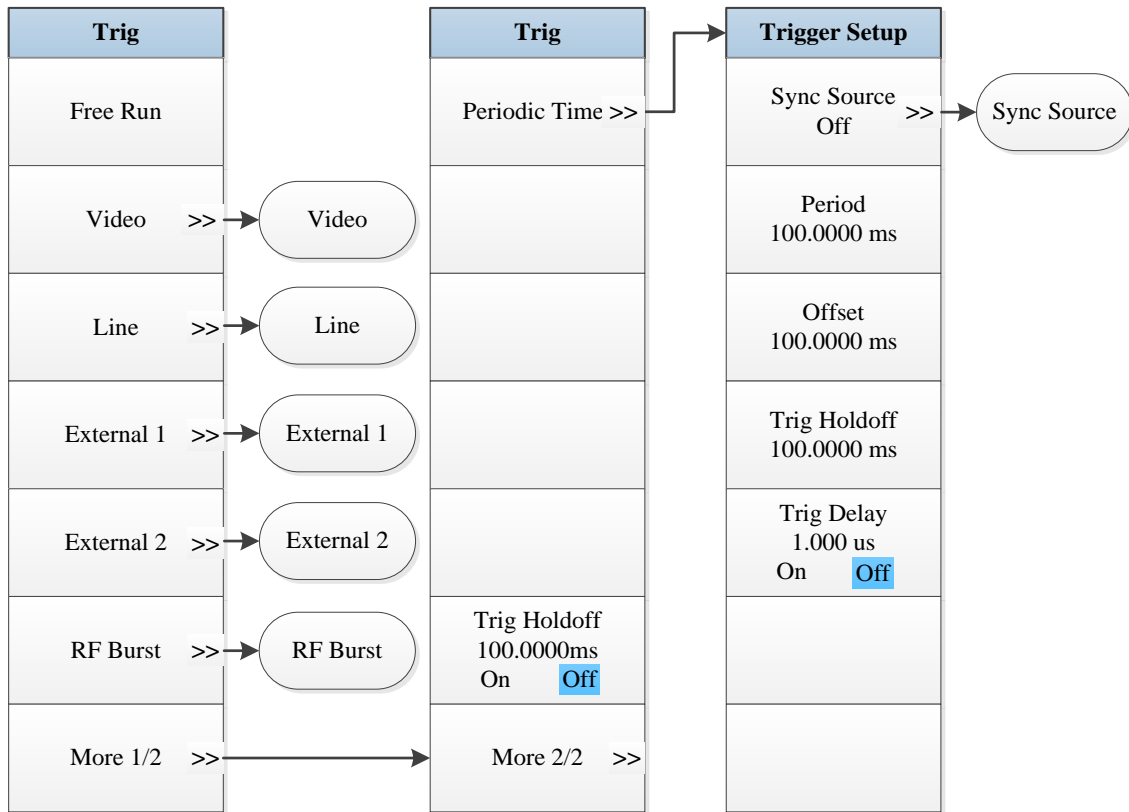 Trig
Free Run
Video >>
Video
Line >>
Line
External 1 >>
External 1
External 2 >>
External 2
RF Burst >>
RF Burst
More 1/2 >>
Trig
Periodic Time >>
Trig Holdoff
100.0000ms
On Off
More 2/2 >>
Trigger Setup
Sync Source
Off >>
Sync Source
Period
100.0000 ms
Offset
100.0000 ms
Trig Holdoff
100.0000 ms
Trig Delay
1.000 us
On Off